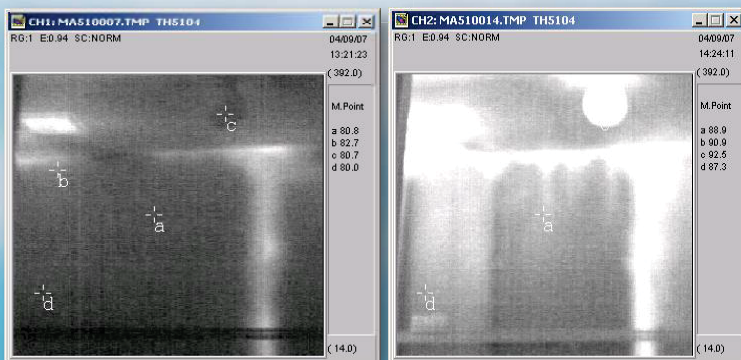 CH1: MA510007.TMP TH5104
RG:1 E:0.94 SC:NORM
04/09/07
13:21:23
(392.0)
M.Point
a 80.8
b 82.7
c 80.7
d 80.0
(14.0)
c
b
a
d
CH2: MA510014.TMP TH5104
RG:1 E:0.94 SC:NORM
04/09/07
14:24:11
(392.0)
M.Point
a 88.9
b 90.9
c 92.5
d 87.3
(14.0)
a
d